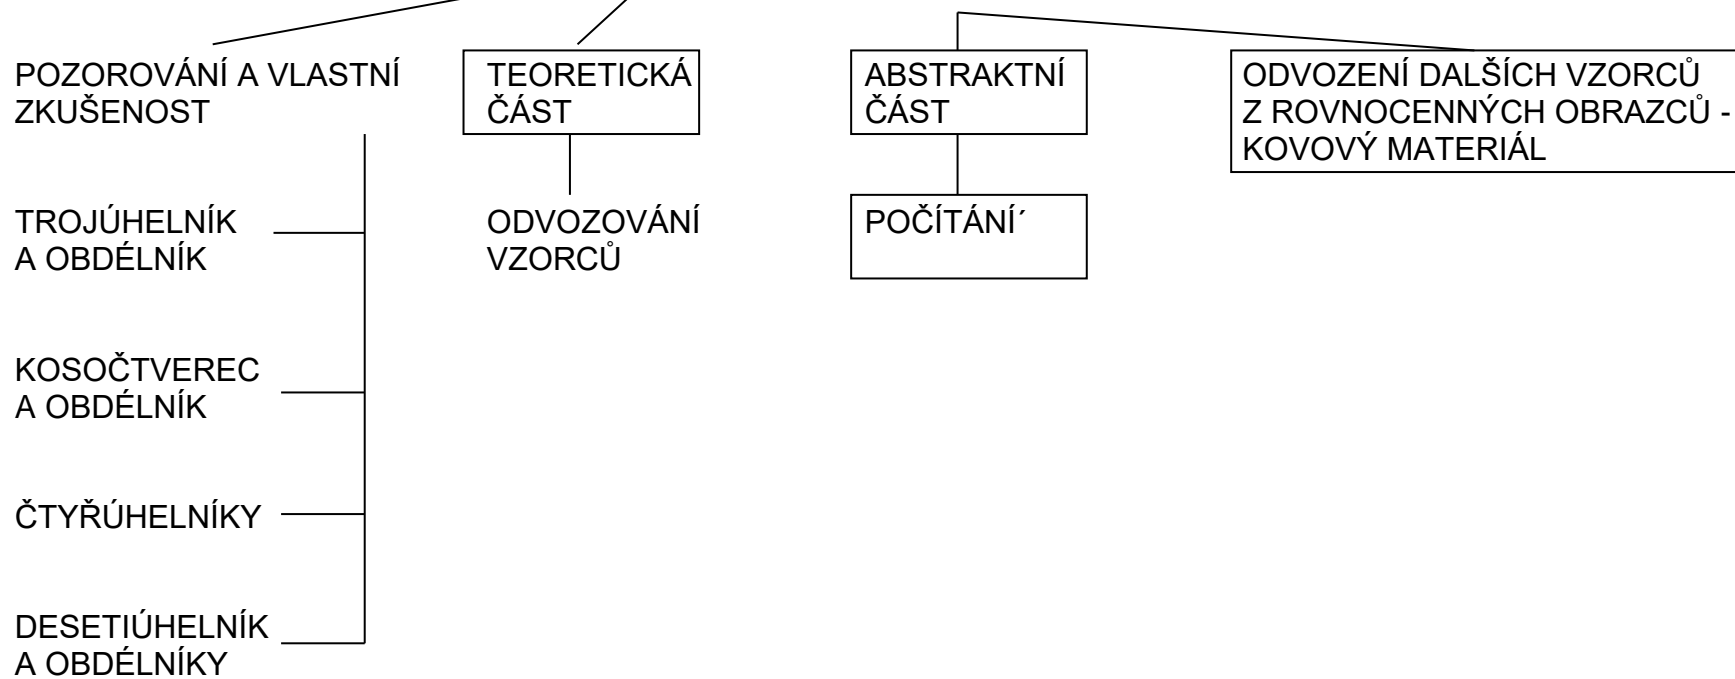 POZOROVÁNÍ A VLASTNÍ
ZKUŠENOST
TEORETICKÁ
ČÁST
ABSTRAKTNÍ
ČÁST
ODVOZENÍ DALŠÍCH VZORCŮ
Z ROVNOCENNÝCH OBRAZCŮ -
KOVOVÝ MATERIÁL
TROJÚHELNÍK
A OBDÉLNÍK
ODVOZOVÁNÍ
VZORCŮ
POČÍTÁNÍ´
KOSOČTVEREC
A OBDÉLNÍK
ČTYŘÚHELNÍKY
DESETIÚHELNÍK
A OBDÉLNÍKY